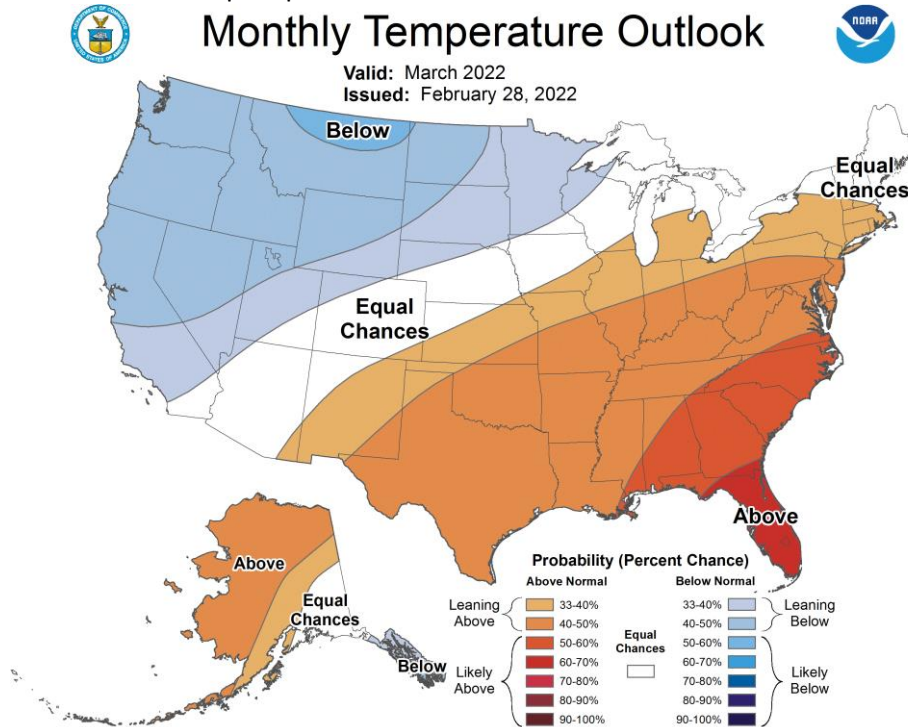 Monthly Temperature Outlook
NOAA
Valid: March 2022
Issued: February 28, 2022
Below
Equal
Chances
Equal
Chances
Above
Above
Equal
Chances
Below
Probability (Percent Chance)
Above Normal
Below Normal
Leaning
Above
33-40%
40-50%
Likely
Above
50-60%
60-70%
70-80%
80-90%
90-100%
Equal
Chances
33-40%
40-50%
Leaning
Below
50-60%
60-70%
70-80%
80-90%
90-100%
Likely
Below